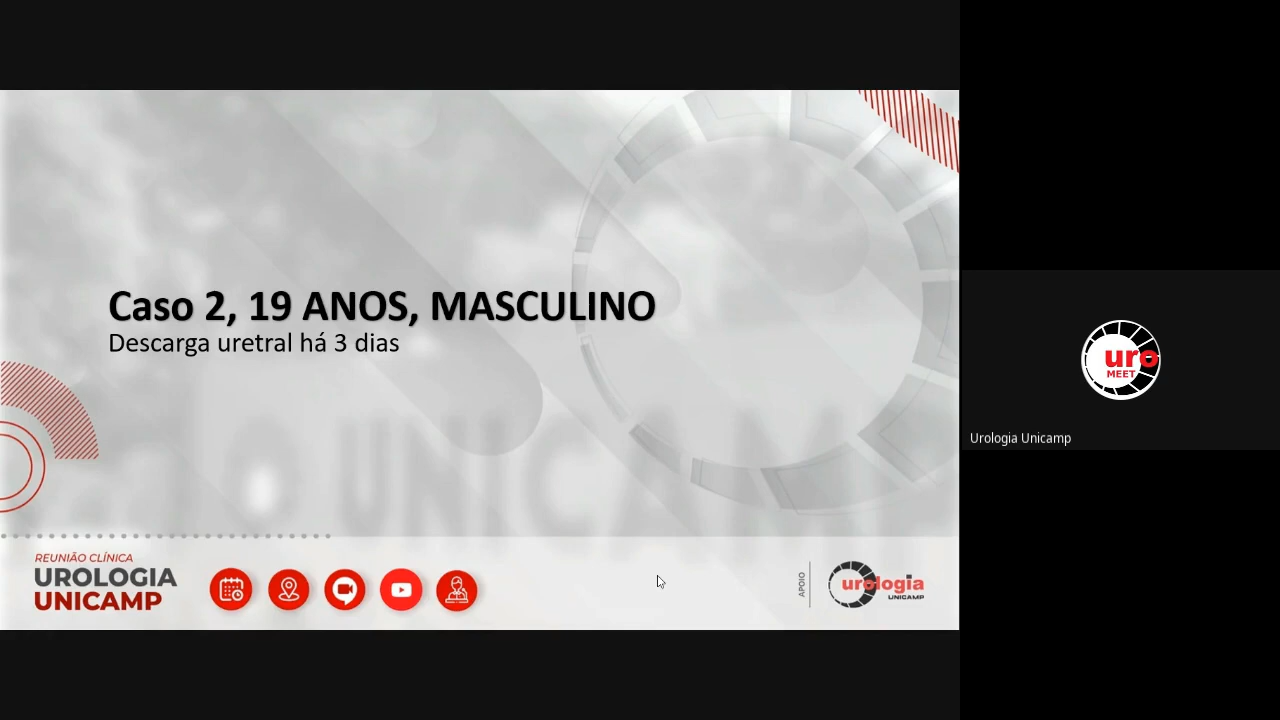 Caso 2, 19 ANOS, MASCULINO
Descarga uretral há 3 dias
REUNIÃO CLÍNICA
UROLOGIA
UNICAMP
APOIO
urologia
UNICAMP
uro
MEET
Urologia Unicamp